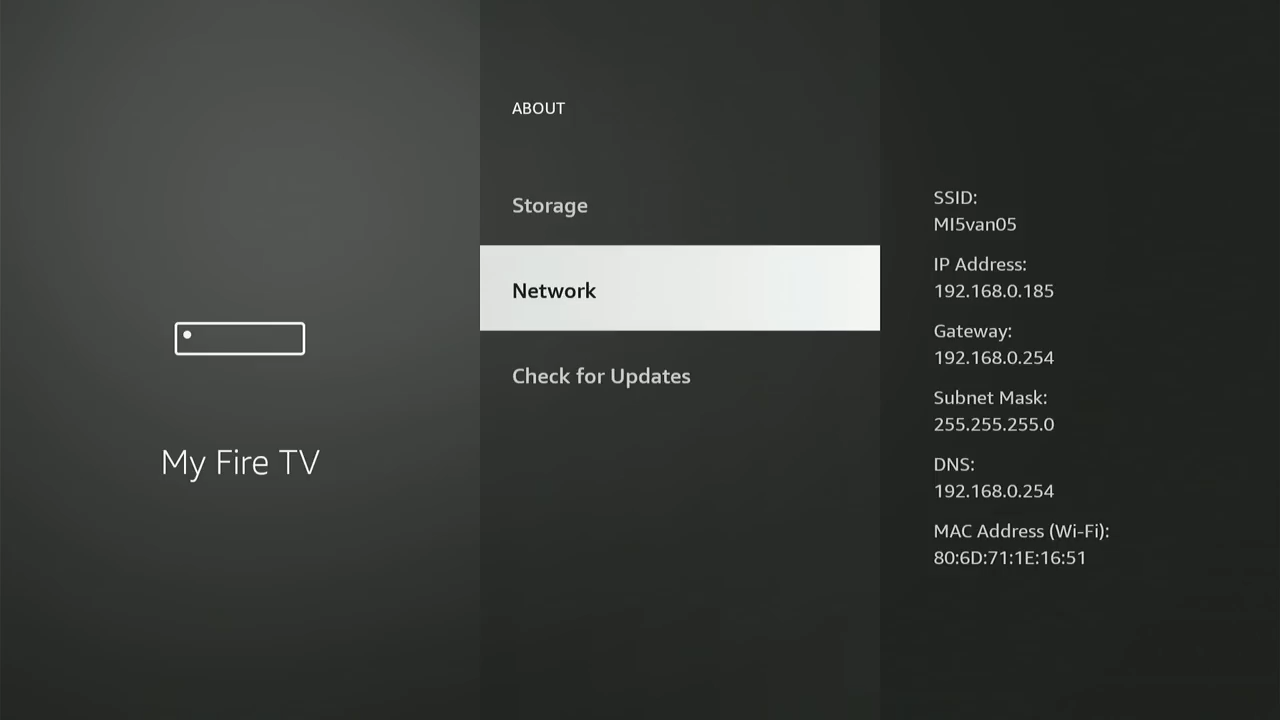 My Fire TV
ABOUT
Storage
Network
Check for Updates
SSID:
MI5van05
IP Address:
192.168.0.185
Gateway:
192.168.0.254
Subnet Mask:
255.255.255.0
DNS:
192.168.0.254
MAC Address (Wi-Fi):
80:6D:71:1E:16:51